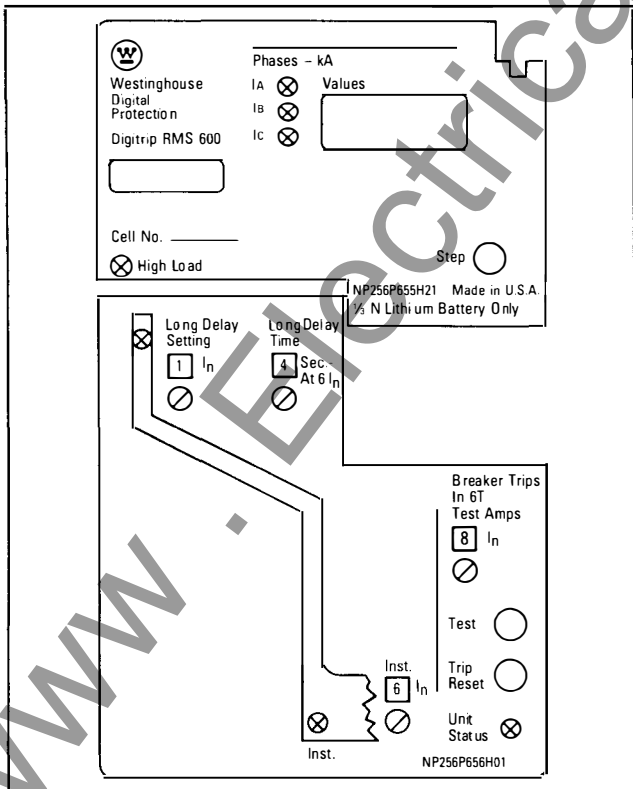 W
Westinghouse
Digital
Protection
Digitrip RMS 600
Phases – kA
IA
IB
IC
Values
Cell No.
High Load
Step
NP256P655H21 Made in U.S.A.
⅓ N Lithium Battery Only
Long Delay
Setting
1 In
Long Delay
Time
4 Sec.
At 6 In
Breaker Trips
In 6T
Test Amps
8 In
Test
Trip
Reset
Unit
Status
Inst.
6 In
Inst.
NP256P656H01
www . Electrica